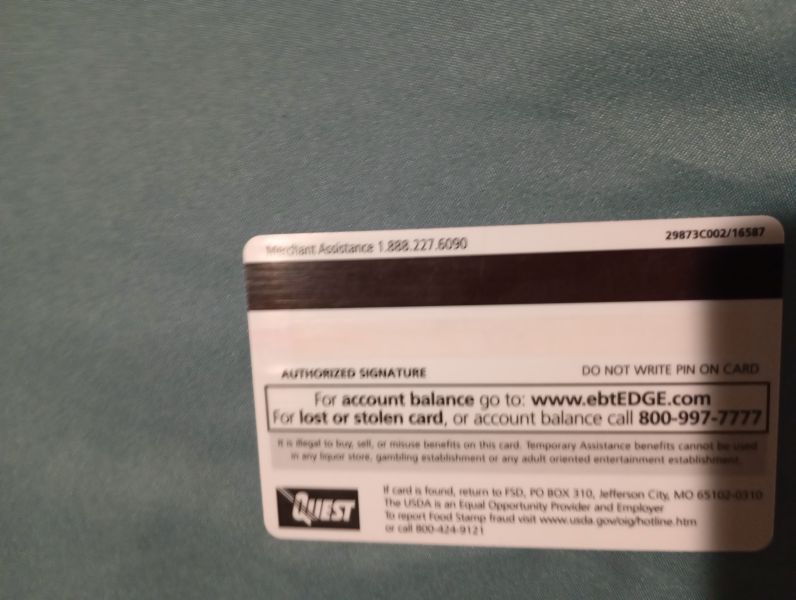 Merchant Assistance 1.888.227.6090
29873C002/16587
AUTHORIZED SIGNATURE
DO NOT WRITE PIN ON CARD
For account balance go to: www.ebtEDGE.com
For lost or stolen card, or account balance call 800-997-7777
It is illegal to buy, sell, or misuse benefits on this card. Temporary Assistance benefits cannot be used
in any liquor store, gambling establishment or any adult oriented entertainment establishment.
QUEST
If card is found, return to FSD, PO BOX 310, Jefferson City, MO 65102-0310
The USDA is an Equal Opportunity Provider and Employer
To report Food Stamp fraud visit www.usda.gov/oig/hotline.htm
or call 800-424-9121